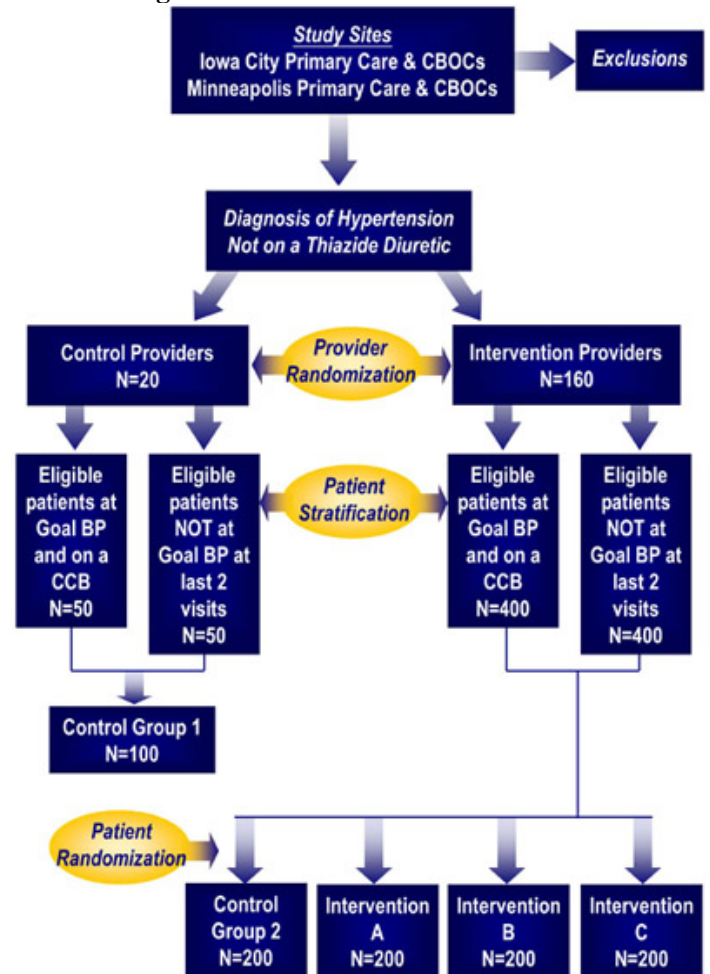 Study Sites
Iowa City Primary Care & CBOCs
Minneapolis Primary Care & CBOCs
Exclusions
Diagnosis of Hypertension
Not on a Thiazide Diuretic
Control Providers
N=20
Provider
Randomization
Intervention Providers
N=160
Eligible
patients at
Goal BP
and on a
CCB
N=50
Eligible
patients
NOT at
Goal BP at
last 2
visits
N=50
Patient
Stratification
Eligible
patients at
Goal BP
and on a
CCB
N=400
Eligible
patients
NOT at
Goal BP at
last 2
visits
N=400
Control Group 1
N=100
Patient
Randomization
Control
Group 2
N=200
Intervention
A
N=200
Intervention
B
N=200
Intervention
C
N=200